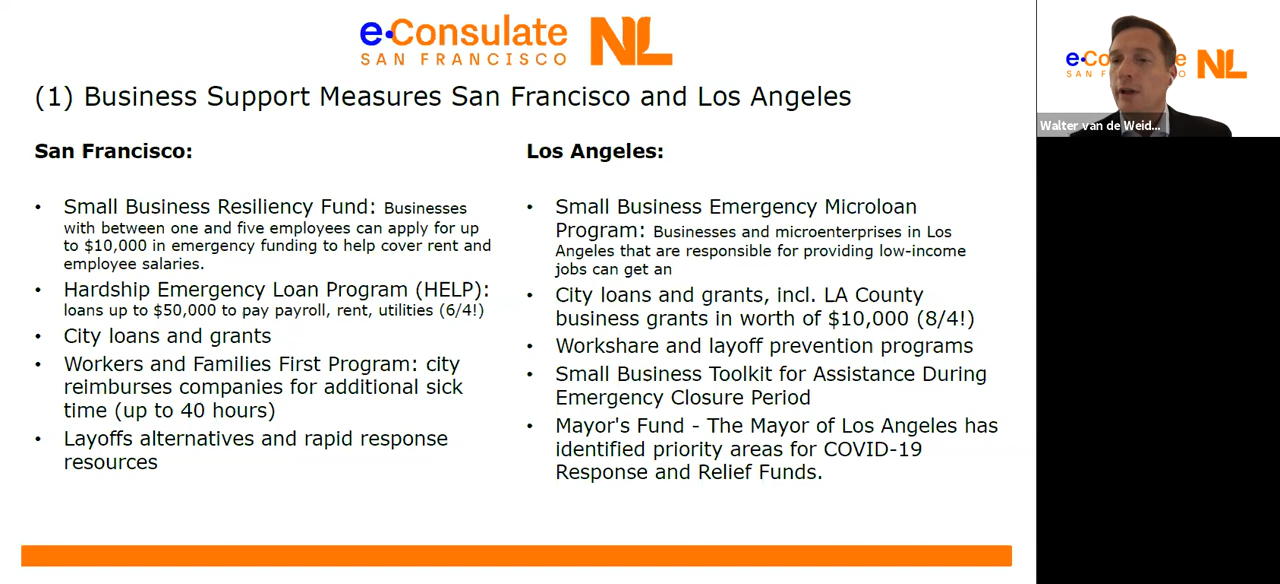 e·Consulate NL
SAN FRANCISCO
(1) Business Support Measures San Francisco and Los Angeles
San Francisco:
• Small Business Resiliency Fund: Businesses
with between one and five employees can apply for up
to $10,000 in emergency funding to help cover rent and
employee salaries.
• Hardship Emergency Loan Program (HELP):
loans up to $50,000 to pay payroll, rent, utilities (6/4!)
• City loans and grants
• Workers and Families First Program: city
reimburses companies for additional sick
time (up to 40 hours)
• Layoffs alternatives and rapid response
resources
Los Angeles:
• Small Business Emergency Microloan
Program: Businesses and microenterprises in Los
Angeles that are responsible for providing low-income
jobs can get an
• City loans and grants, incl. LA County
business grants in worth of $10,000 (8/4!)
• Workshare and layoff prevention programs
• Small Business Toolkit for Assistance During
Emergency Closure Period
• Mayor's Fund - The Mayor of Los Angeles has
identified priority areas for COVID-19
Response and Relief Funds.
NL
Walter van de Weid...